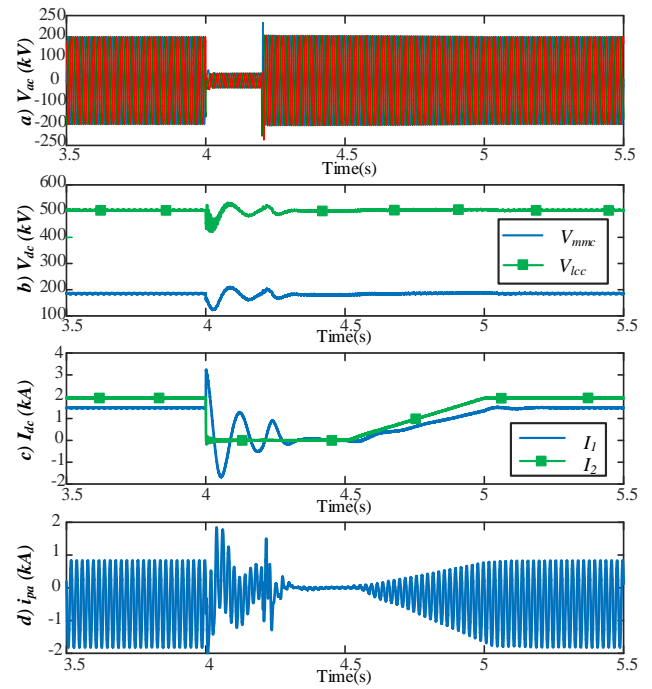 250
200
100
0
-100
-200
-250
a) Vac (kV)
3.5 4 4.5 5 5.5
Time(s)
600
500
400
300
200
100
b) Vdc (kV)
Vmmc
Vlcc
3.5 4 4.5 5 5.5
Time(s)
4
3
2
1
0
-1
-2
c) Idc (kA)
I1
I2
3.5 4 4.5 5 5.5
Time(s)
2
1
0
-1
-2
d) ipa (kA)
3.5 4 4.5 5 5.5
Time(s)